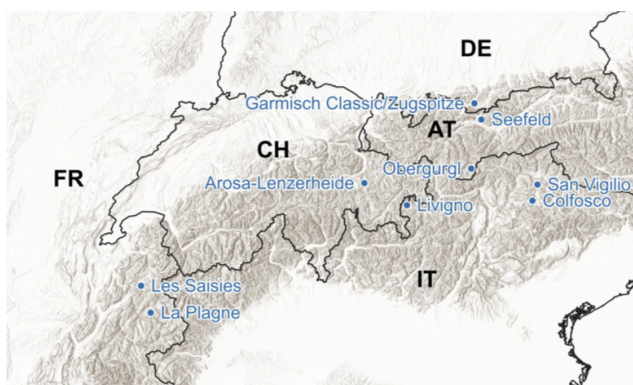 DE
Garmisch Classic/Zugspitze
Seefeld
AT
CH
Obergurgl
FR
Arosa-Lenzerheide
San Vigilio
Colfosco
Livigno
IT
Les Saisies
La Plagne